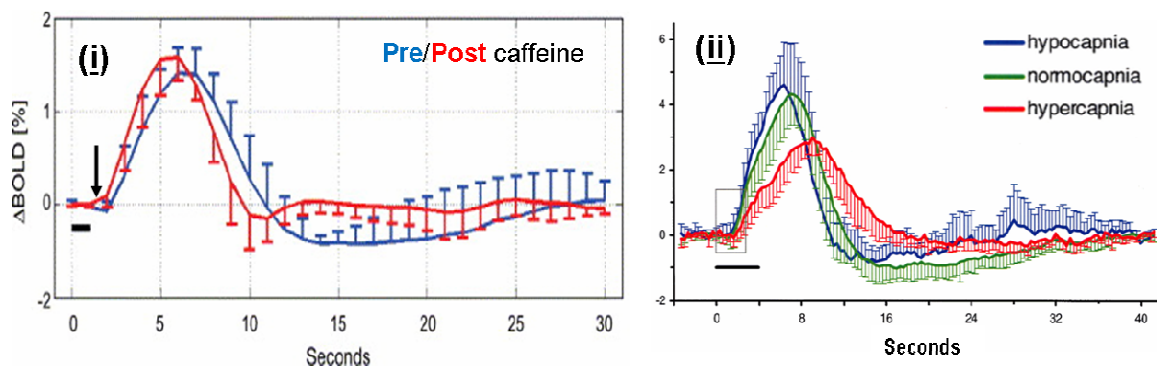 (i)
Pre/Post caffeine
ΔBOLD [%]
2
1
0
-2
0 5 10 15 20 25 30
Seconds
(ii)
hypocapnia
normocapnia
hypercapnia
6
4
2
0
-2
0 8 16 24 32 40
Seconds